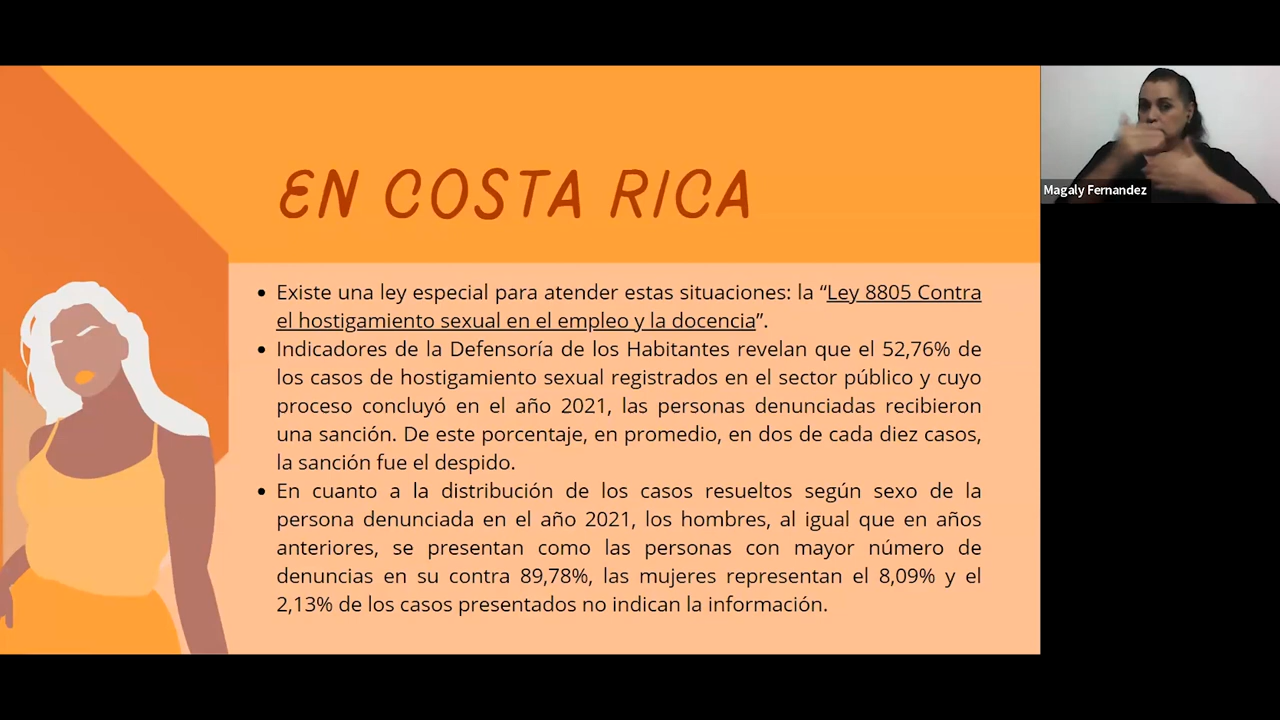 EN COSTA RICA
Magaly Fernandez
• Existe una ley especial para atender estas situaciones: la “Ley 8805 Contra
el hostigamiento sexual en el empleo y la docencia”.
• Indicadores de la Defensoría de los Habitantes revelan que el 52,76% de
los casos de hostigamiento sexual registrados en el sector público y cuyo
proceso concluyó en el año 2021, las personas denunciadas recibieron
una sanción. De este porcentaje, en promedio, en dos de cada diez casos,
la sanción fue el despido.
• En cuanto a la distribución de los casos resueltos según sexo de la
persona denunciada en el año 2021, los hombres, al igual que en años
anteriores, se presentan como las personas con mayor número de
denuncias en su contra 89,78%, las mujeres representan el 8,09% y el
2,13% de los casos presentados no indican la información.